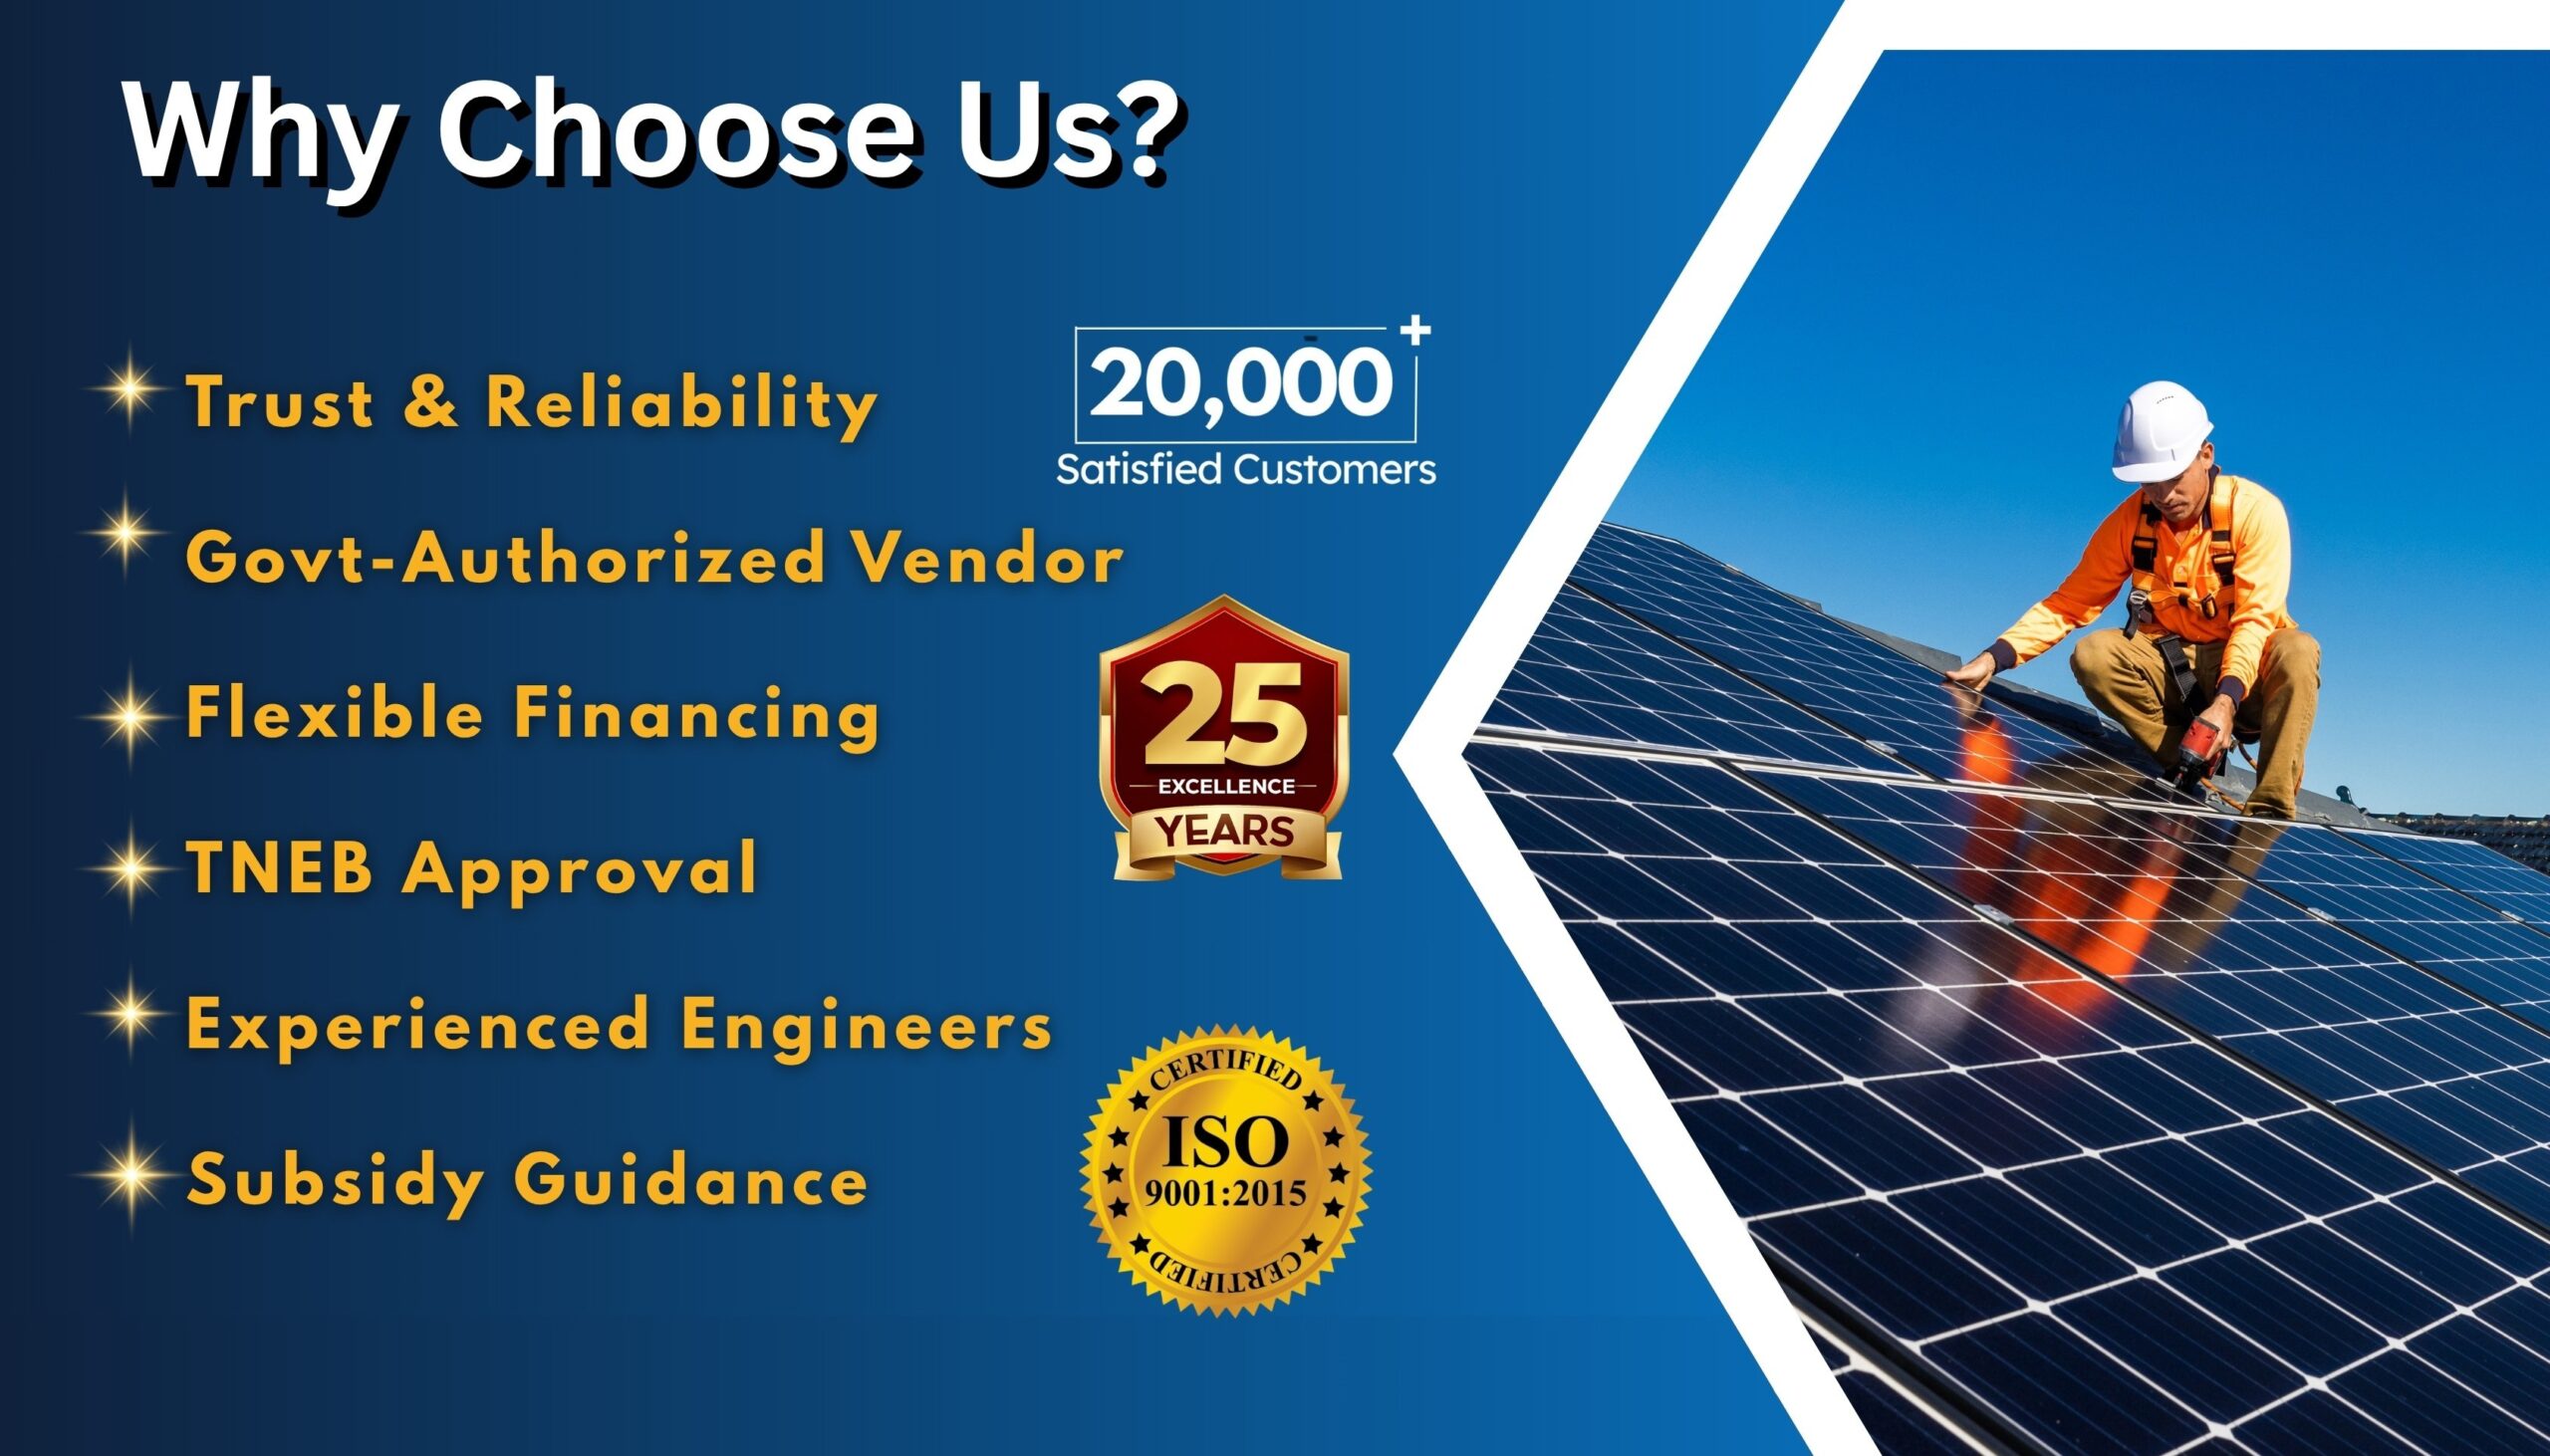 Why Choose Us?
Trust & Reliability
Govt-Authorized Vendor
Flexible Financing
TNEB Approval
Experienced Engineers
Subsidy Guidance
20,000+
Satisfied Customers
25
EXCELLENCE
YEARS
CERTIFIED
ISO
9001:2015
CERTIFIED